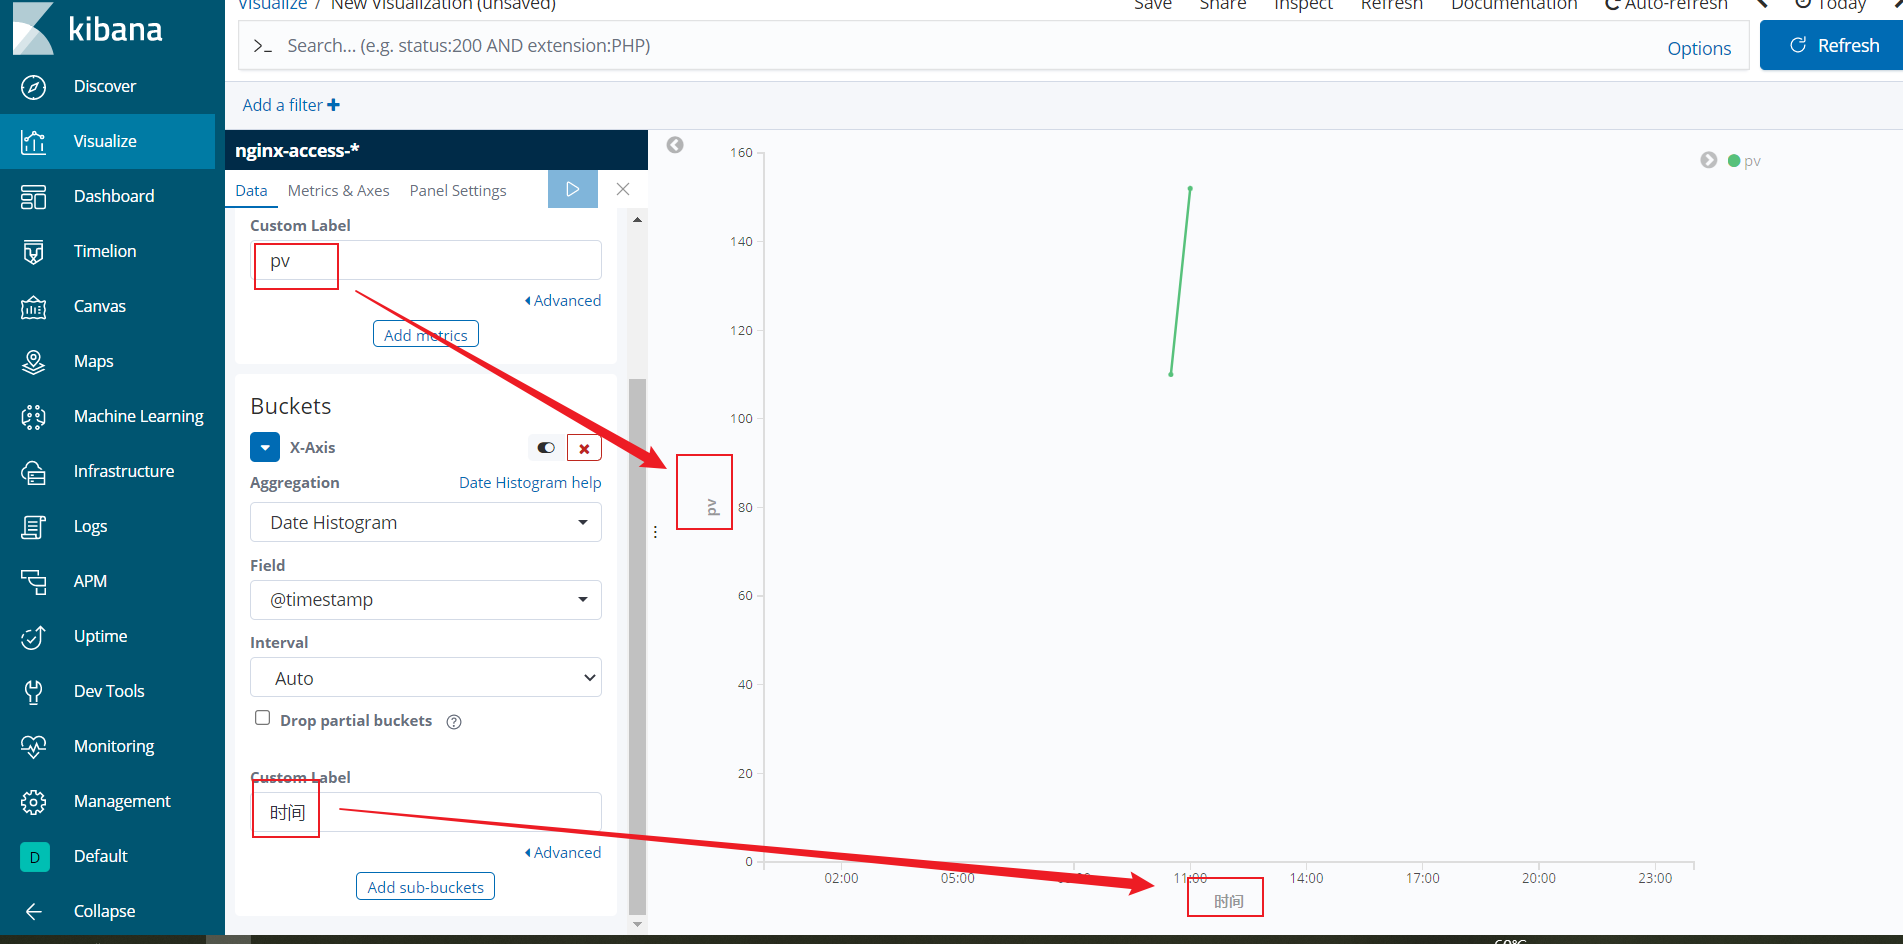 kibana
Discover
Visualize
Dashboard
Timelion
Canvas
Maps
Machine Learning
Infrastructure
Logs
APM
Uptime
Dev Tools
Monitoring
Management
D Default
Collapse
Visualize / New Visualization (unsaved)
Save Share Inspect Refresh Documentation Auto-refresh Today
>_ Search... (e.g. status:200 AND extension:PHP) Options Refresh
Add a filter
nginx-access-*
Data Metrics & Axes Panel Settings
Custom Label
pv
Advanced
Add metrics
Buckets
X-Axis
Aggregation Date Histogram help
Date Histogram
Field
@timestamp
Interval
Auto
Drop partial buckets
Custom Label
时间
Advanced
Add sub-buckets
pv
pv
160
140
120
100
80
60
40
20
0
02:00 05:00 11:00 14:00 17:00 20:00 23:00
时间